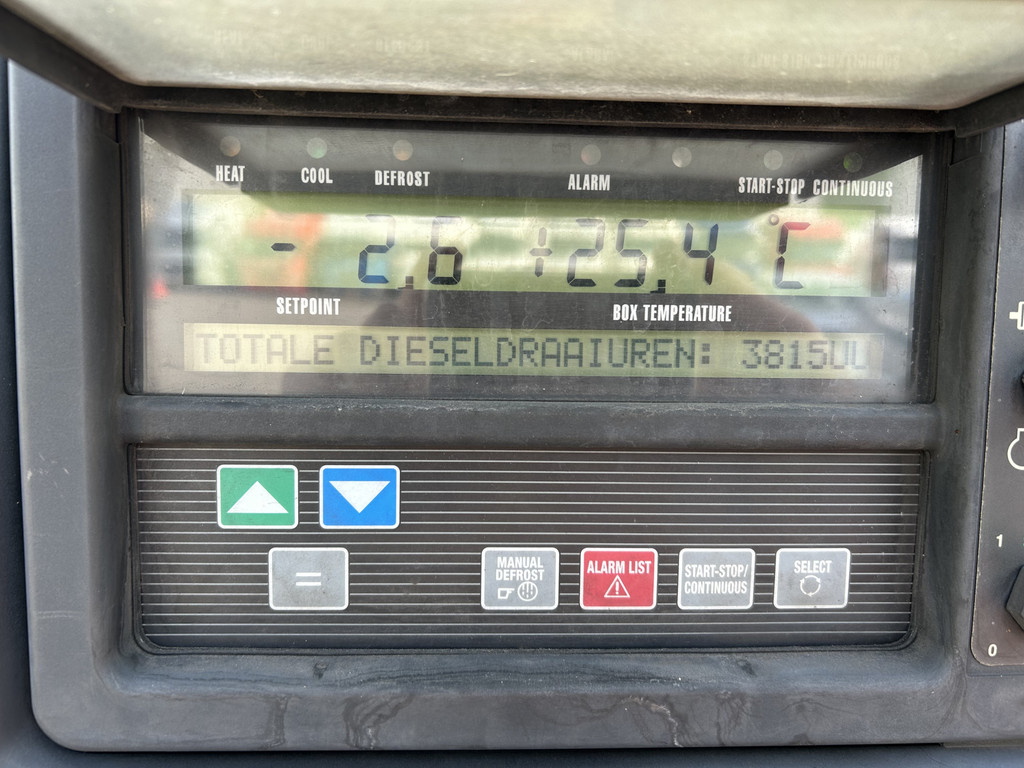 HEAT COOL DEFROST ALARM START-STOP CONTINUOUS
- 2.6 +25.4 °C
SETPOINT BOX TEMPERATURE
TOTALE DIESELDRAAIUREN: 3815UU
=
MANUAL DEFROST
ALARM LIST
START-STOP/
CONTINUOUS
SELECT
1
0